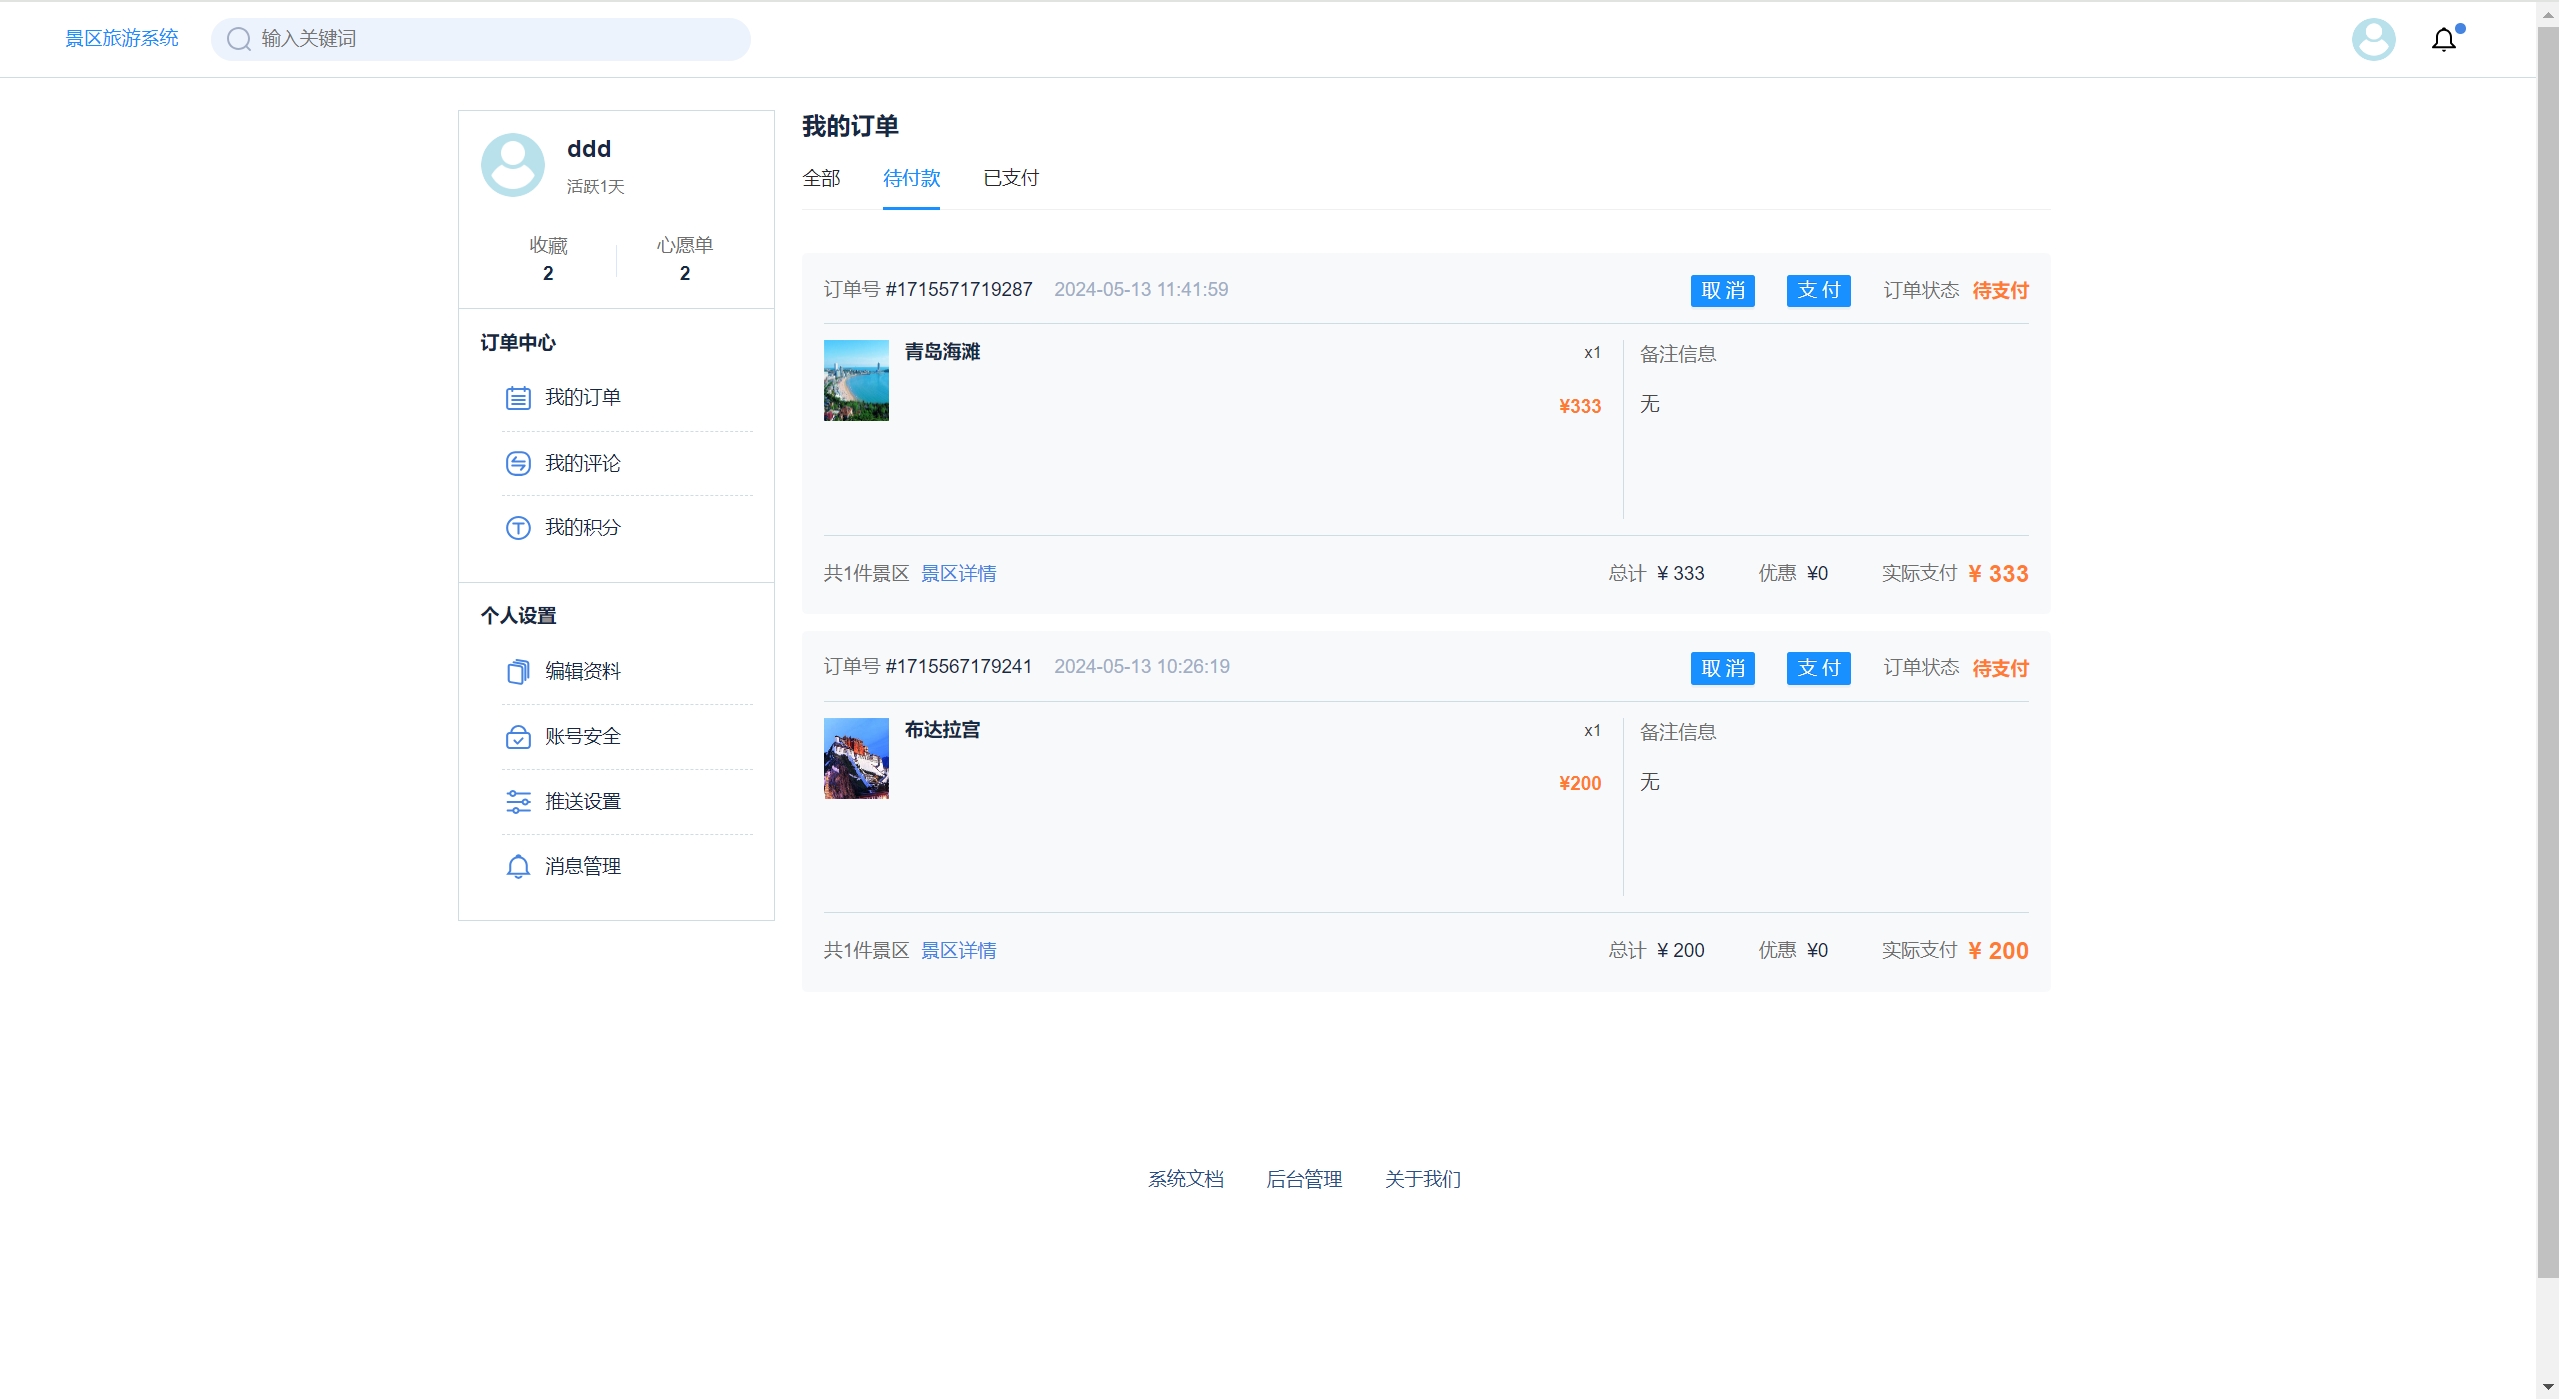 景区旅游系统
输入关键词
ddd
活跃1天
收藏 心愿单
2 2
订单中心
我的订单
我的评论
我的积分
个人设置
编辑资料
账号安全
推送设置
消息管理
我的订单
全部 待付款 已支付
订单号 #1715571719287 2024-05-13 11:41:59 取消 支付 订单状态 待支付
青岛海滩 x1 备注信息
¥333 无
共1件景区 景区详情 总计 ¥ 333 优惠 ¥0 实际支付 ¥ 333
订单号 #1715567179241 2024-05-13 10:26:19 取消 支付 订单状态 待支付
布达拉宫 x1 备注信息
¥200 无
共1件景区 景区详情 总计 ¥ 200 优惠 ¥0 实际支付 ¥ 200
系统文档 后台管理 关于我们